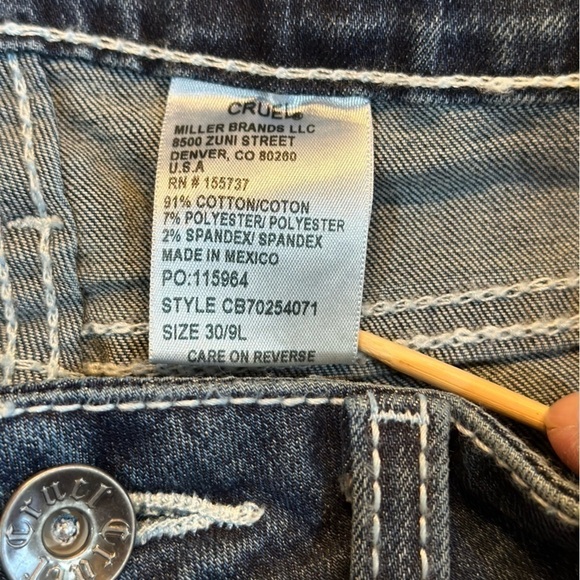 CRUEL®
MILLER BRANDS LLC
8500 ZUNI STREET
DENVER, CO 80260
U.S.A
RN # 155737
91% COTTON/COTON
7% POLYESTER/ POLYESTER
2% SPANDEX/ SPANDEX
MADE IN MEXICO
PO:115964
STYLE CB70254071
SIZE 30/9L
CARE ON REVERSE
Cruel Cruel